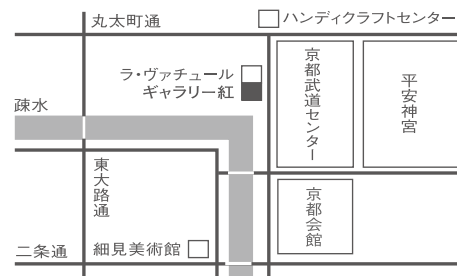 丸太町通
ハンディクラフトセンター
ラ・ヴァチュール
ギャラリー紅
京都武道センター
平安神宮
疎水
東大路通
京都会館
二条通
細見美術館